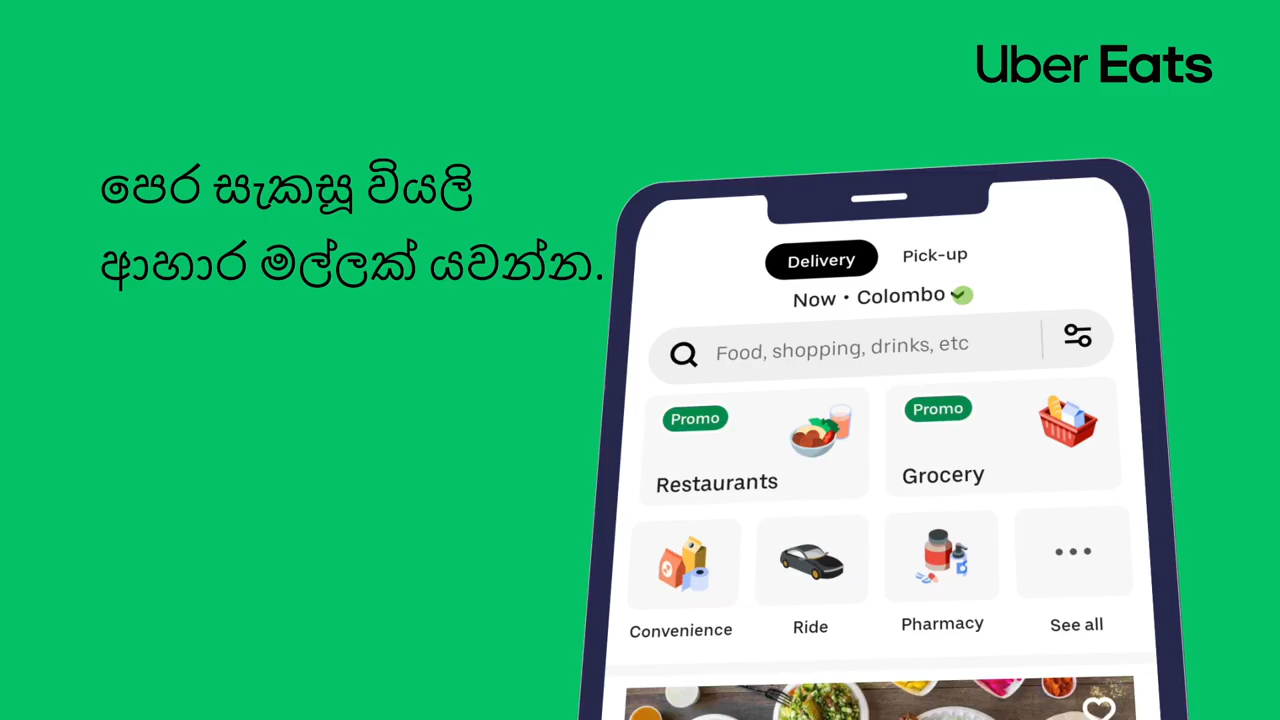 Uber Eats
පෙර සැකසූ වියලි
ආහාර මල්ලක් යවන්න.
Delivery
Pick-up
Now • Colombo
Food, shopping, drinks, etc
Promo
Promo
Restaurants
Grocery
Convenience
Ride
Pharmacy
See all